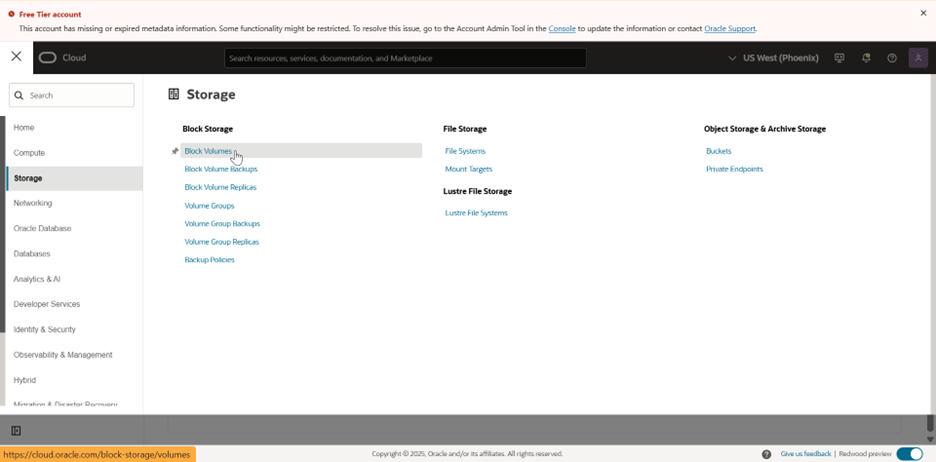 Free Tier account
This account has missing or expired metadata information. Some functionality might be restricted. To resolve this issue, go to the Account Admin Tool in the Console to update the information or contact Oracle Support.
Cloud
Search resources, services, documentation, and Marketplace
US West (Phoenix)
Search
Home
Compute
Storage
Networking
Oracle Database
Databases
Analytics & AI
Developer Services
Identity & Security
Observability & Management
Hybrid
Migration & Disaster Recovery
Storage
Block Storage
Block Volumes
Block Volume Backups
Block Volume Replicas
Volume Groups
Volume Group Backups
Volume Group Replicas
Backup Policies
File Storage
File Systems
Mount Targets
Lustre File Storage
Lustre File Systems
Object Storage & Archive Storage
Buckets
Private Endpoints
https://cloud.oracle.com/block-storage/volumes
Copyright © 2025, Oracle and/or its affiliates. All rights reserved.
Give us feedback
Redwood preview